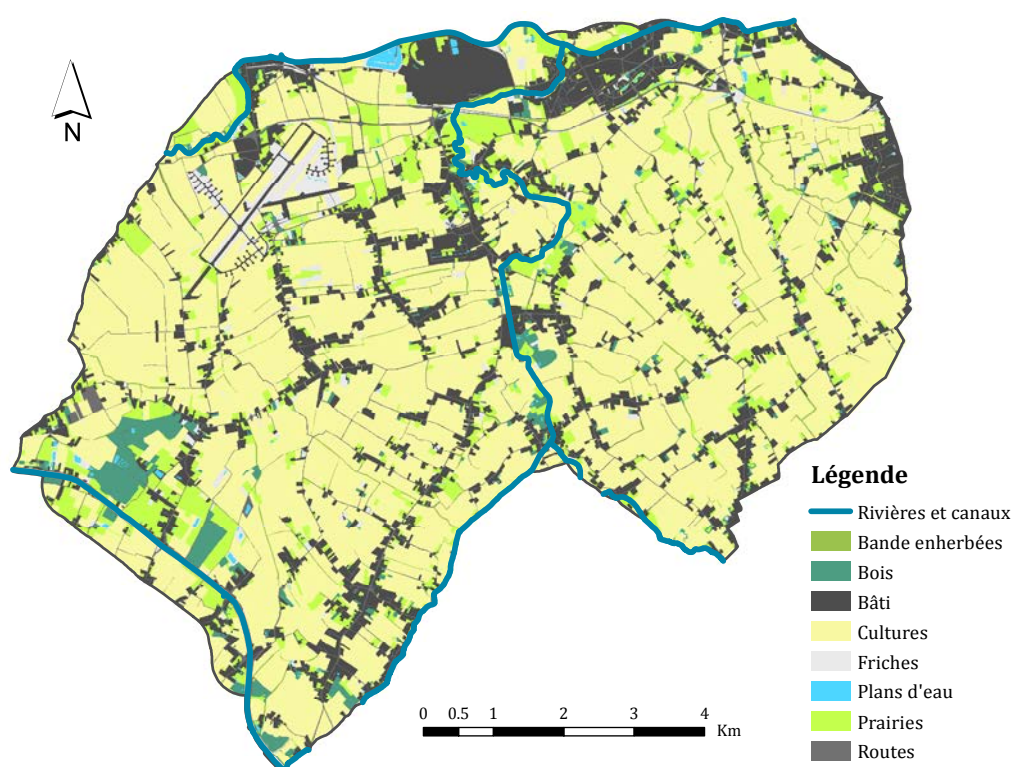 N
Légende
Rivières et canaux
Bande enherbées
Bois
Bâti
Cultures
Friches
Plans d'eau
Prairies
Routes
0 0.5 1 2 3 4
Km